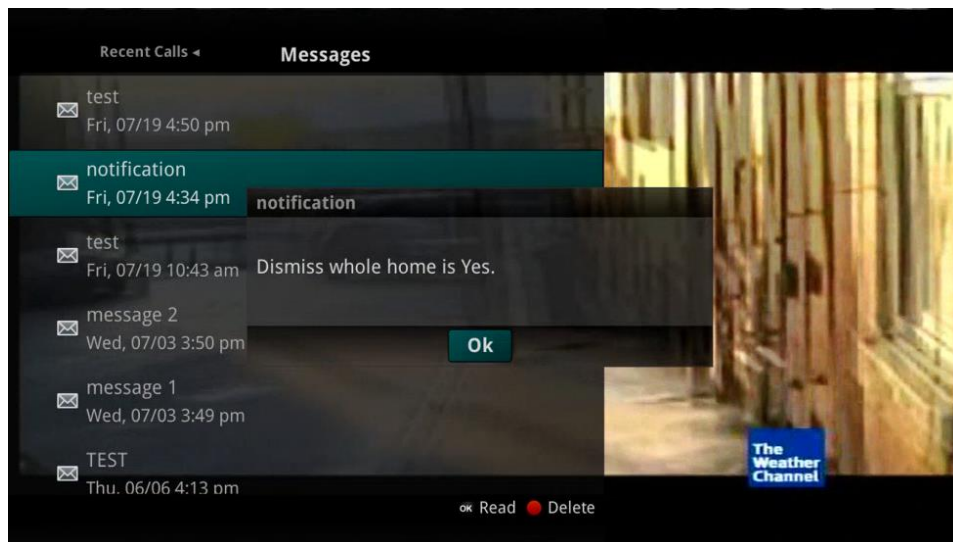 Recent Calls ◂ Messages
test
Fri, 07/19 4:50 pm
notification
Fri, 07/19 4:34 pm
notification
test
Fri, 07/19 10:43 am
Dismiss whole home is Yes.
message 2
Wed, 07/03 3:50 pm
Ok
message 1
Wed, 07/03 3:49 pm
TEST
Thu, 06/06 4:13 pm
The
Weather
Channel
OK Read Delete